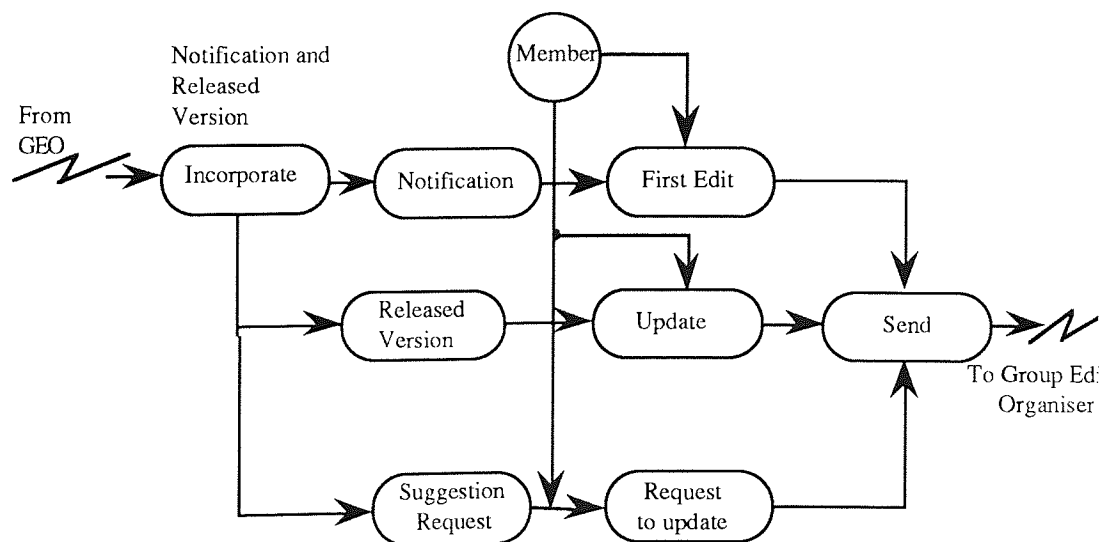 Notification and
Released
Version
Member
From
GEO
Incorporate
Notification
First Edit
Released
Version
Update
Send
To Group Edi
Organiser
Suggestion
Request
Request
to update